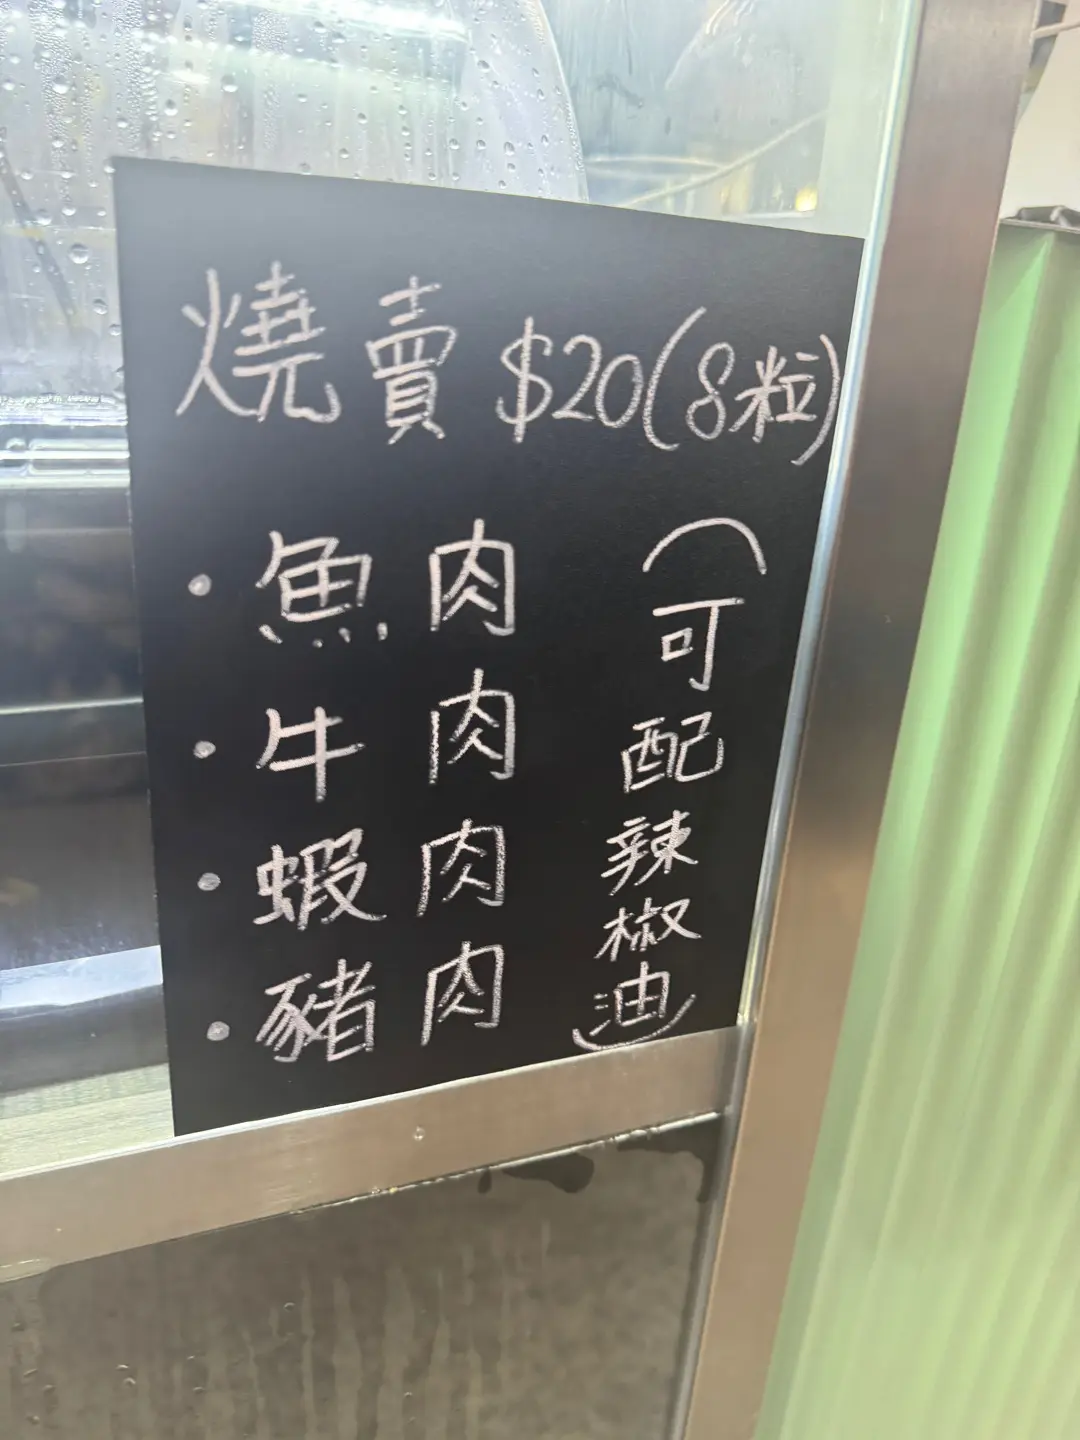 燒賣 $20(8粒)
・魚肉
・牛肉
・蝦肉
・豬肉
(可配辣椒油)